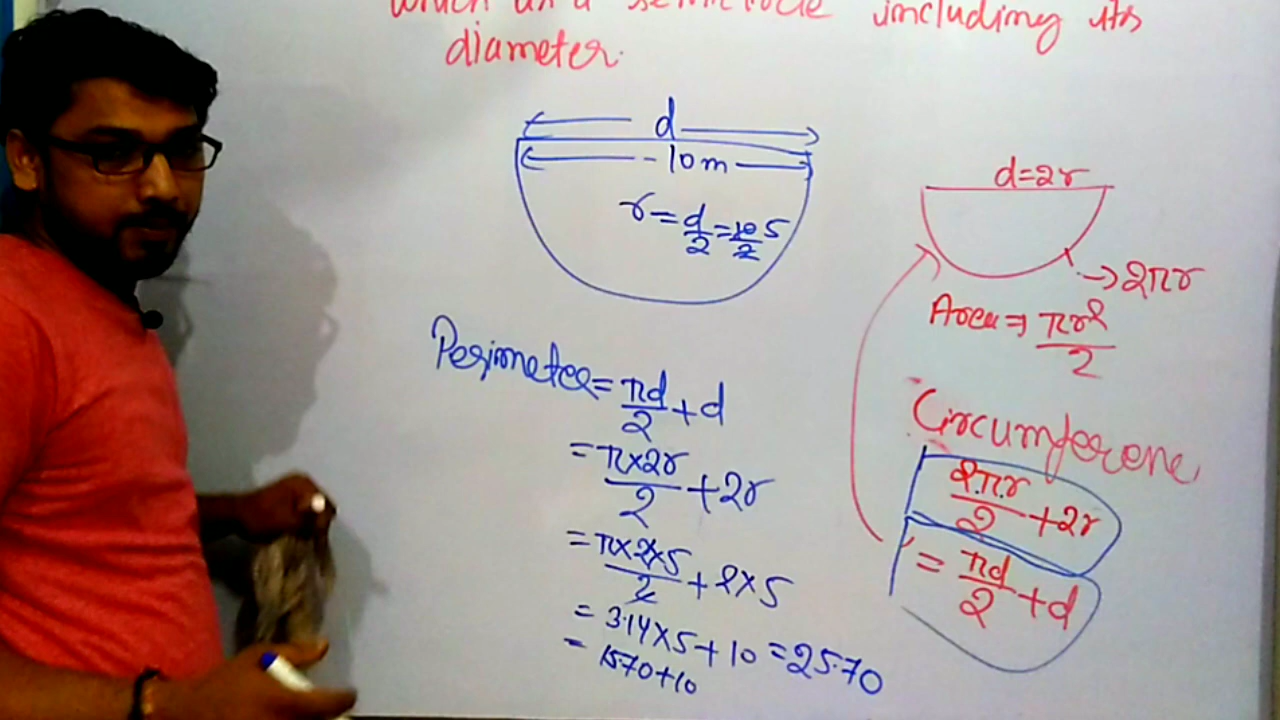 including its
diameter.
d
10m
r = d/2 = 10/2 5
Perimeter = πd/2 + d
= π×2r/2 + 2r
= π×2×5/2 + 2×5
= 3.14×5+10 = 25.70
= 15.70+10
d=2r
→ 2πr
Area ⇒ πr²/2
Circumference
2πr/2 + 2r
= πd/2 + d